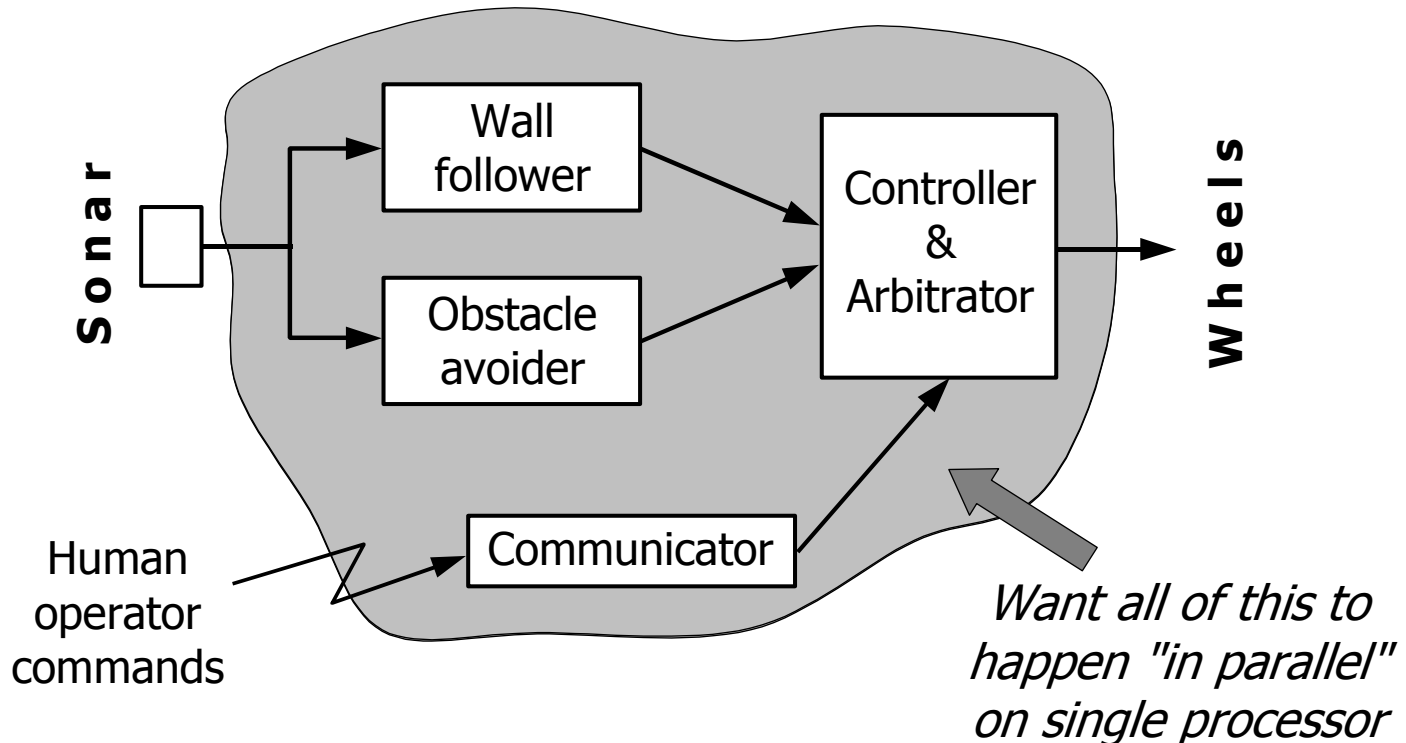 Sonar
Wall
follower
Obstacle
avoider
Controller
&
Arbitrator
Wheels
Communicator
Human
operator
commands
Want all of this to
happen "in parallel"
on single processor